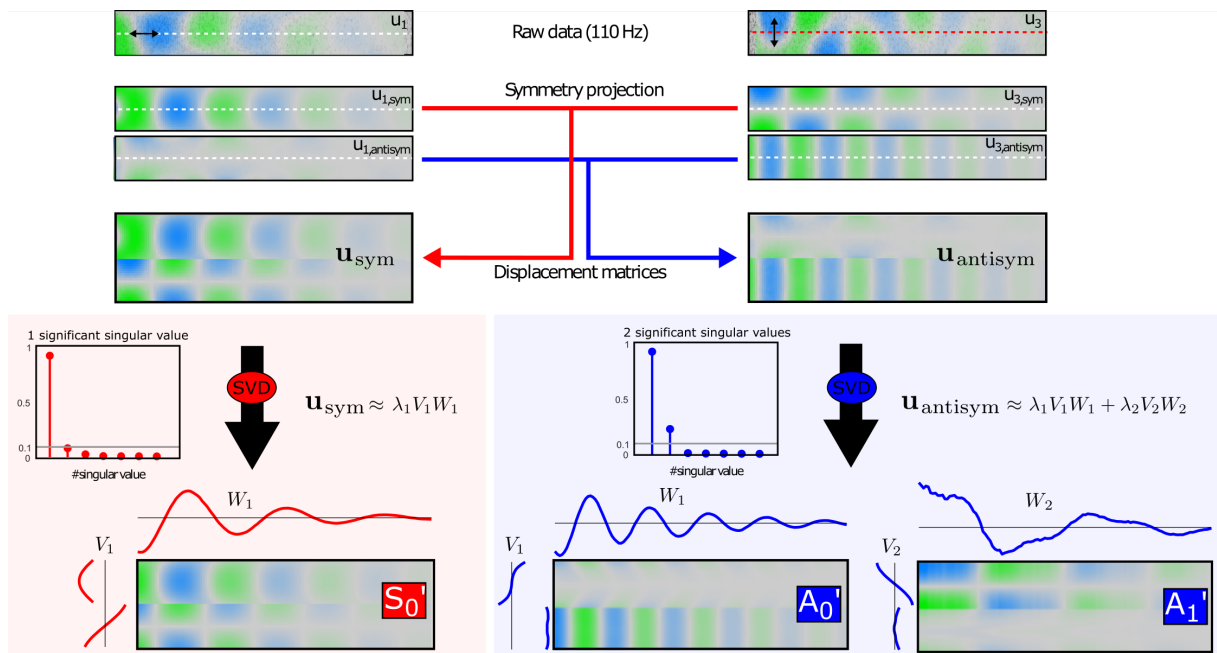 u1
Raw data (110 Hz)
u3
u1,sym
Symmetry projection
u3,sym
u1,antisym
u3,antisym
usym
uantisym
Displacement matrices
1 significant singular value
1
0.5
0.1
0
#singular value
SVD
usym ≈ λ1V1W1
2 significant singular values
1
0.5
0.1
0
#singular value
SVD
uantisym ≈ λ1V1W1 + λ2V2W2
W1
V1
S0'
W1
V1
A0'
W2
V2
A1'